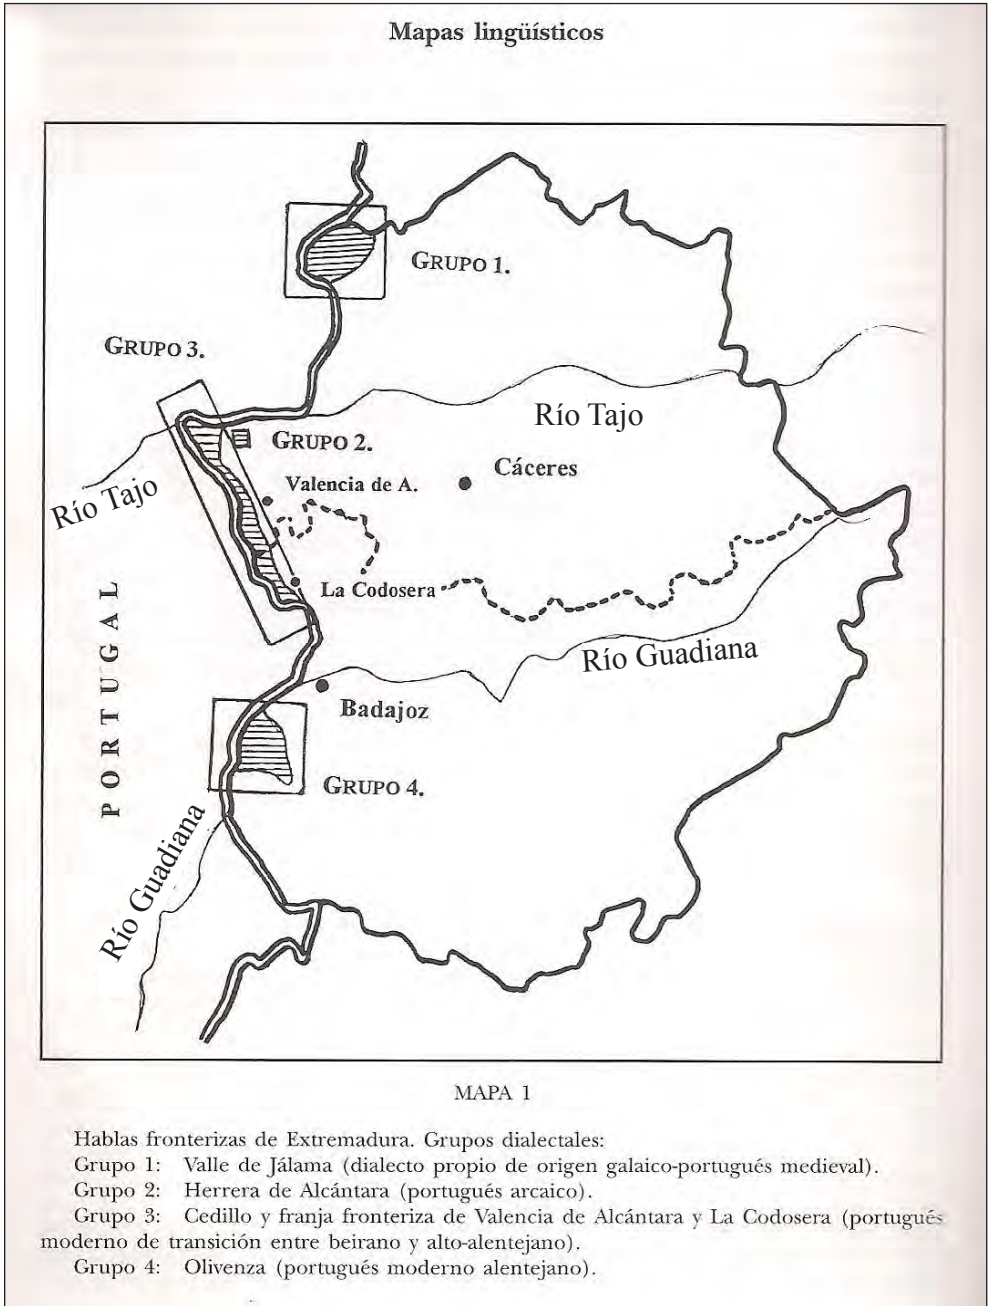 Mapas lingüísticos
GRUPO 1.
GRUPO 3.
Río Tajo
GRUPO 2.
Cáceres
Valencia de A.
Río Tajo
La Codosera
PORTUGAL
Río Guadiana
Badajoz
GRUPO 4.
Río Guadiana
MAPA 1
Hablas fronterizas de Extremadura. Grupos dialectales:
Grupo 1: Valle de Jálama (dialecto propio de origen galaico-portugués medieval).
Grupo 2: Herrera de Alcántara (portugués arcaico).
Grupo 3: Cedillo y franja fronteriza de Valencia de Alcántara y La Codosera (portugués
moderno de transición entre beirano y alto-alentejano).
Grupo 4: Olivenza (portugués moderno alentejano).